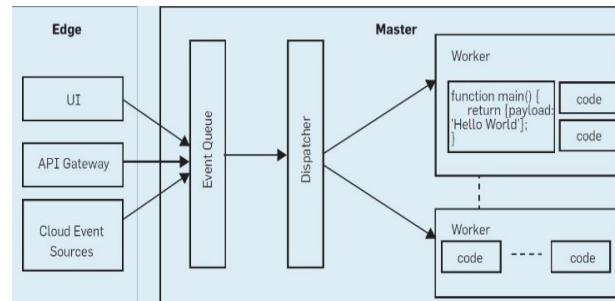 Edge
Master
UI
API Gateway
Cloud Event
Sources
Event Queue
Dispatcher
Worker
function main() {
return [payload:
'Hello World'];
}
code
code
Worker
code
code